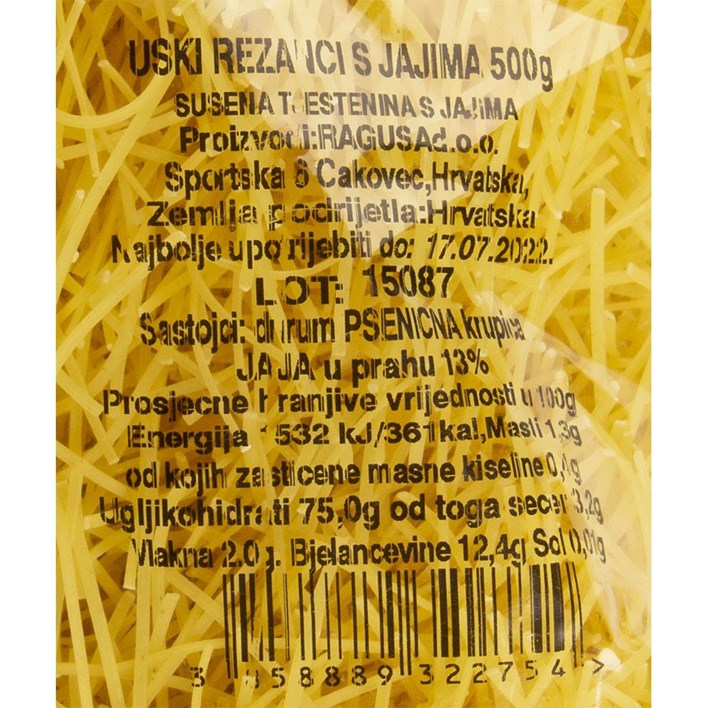 USKI REZANCI S JAJIMA 500g
SUSENA TJESTENINA S JAJIMA
Proizvodi:RAGUSAd.o.o.
Sportska 6 Cakovec,Hrvatska,
Zemlja podrijetla:Hrvatska
Najbolje upotrijebiti do: 17.07.2022.
LOT: 15087
Sastojci: durum PSENICNA krupica
JAJA u prahu 13%
Prosjecne hranjive vrijednosti u 100g
Energija 1532 kJ/361kal,Masti 1,3g
od kojih zasticene masne kiseline 0,4g
Ugljikohidrati 75,0g od toga secer 3,2g
Vlakna 2.0g. Bjelancevine 12,4g Sol 0,01g
3 858889 322754 >